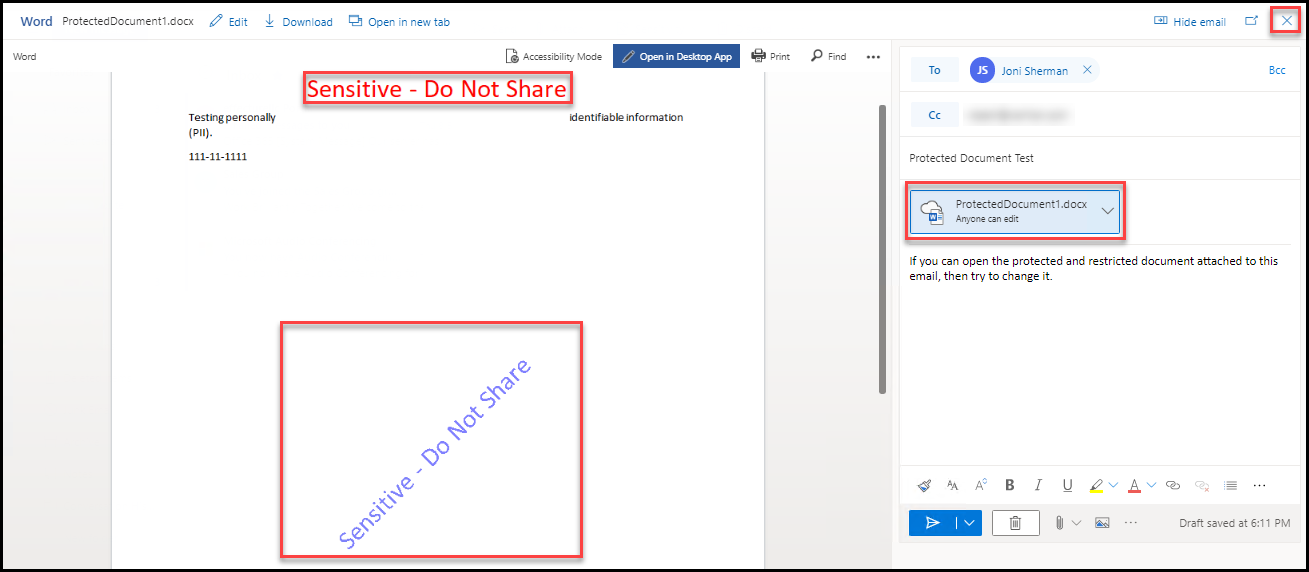 Word ProtectedDocument1.docx Edit Download Open in new tab Hide email
Word Accessibility Mode Open in Desktop App Print Find
Sensitive - Do Not Share
Testing personally identifiable information
(PII).
111-11-1111
Sensitive - Do Not Share
To JS Joni Sherman Bcc
Cc
Protected Document Test
ProtectedDocument1.docx
Anyone can edit
If you can open the protected and restricted document attached to this
email, then try to change it.
Draft saved at 6:11 PM